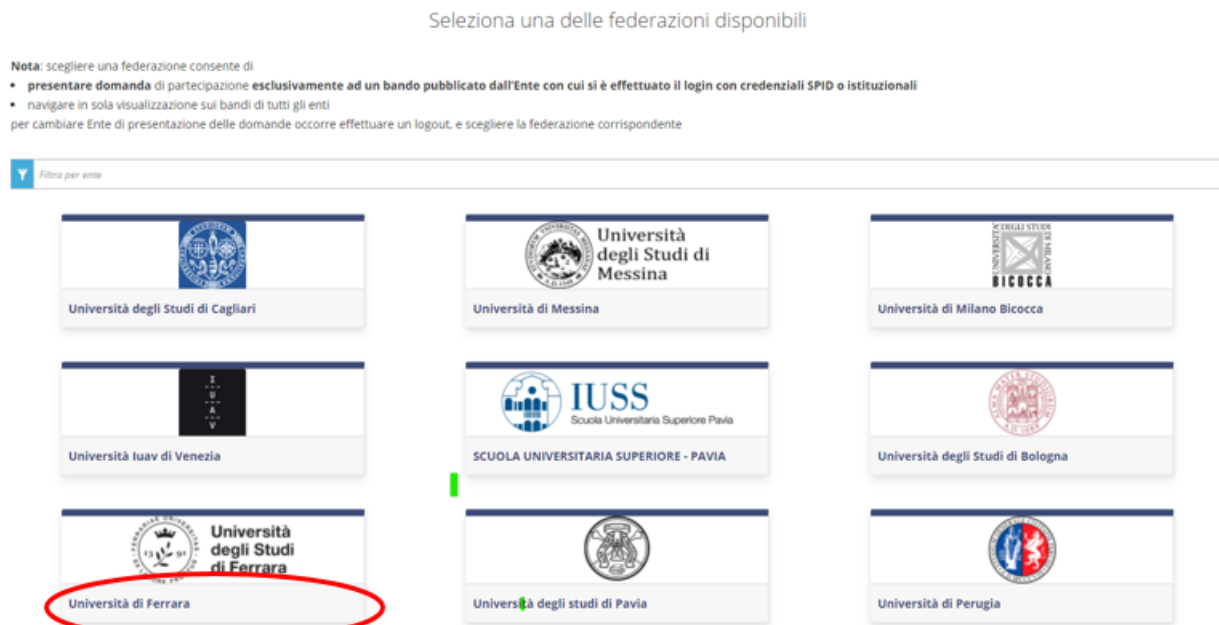 Seleziona una delle federazioni disponibili
Nota: scegliere una federazione consente di
• presentare domanda di partecipazione esclusivamente ad un bando pubblicato dall'Ente con cui si è effettuato il login con credenziali SPID o istituzionali
• navigare in sola visualizzazione sui bandi di tutti gli enti
per cambiare Ente di presentazione delle domande occorre effettuare un logout, e scegliere la federazione corrispondente
Filtra per ente
Università
degli Studi di
Messina
BICOCCA
Università degli Studi di Cagliari
Università di Messina
Università di Milano Bicocca
I
U
A
V
IUSS
Scuola Universitaria Superiore Pavia
Università Iuav di Venezia
SCUOLA UNIVERSITARIA SUPERIORE - PAVIA
Università degli Studi di Bologna
Università
degli Studi
di Ferrara
Università di Ferrara
Università degli studi di Pavia
Università di Perugia